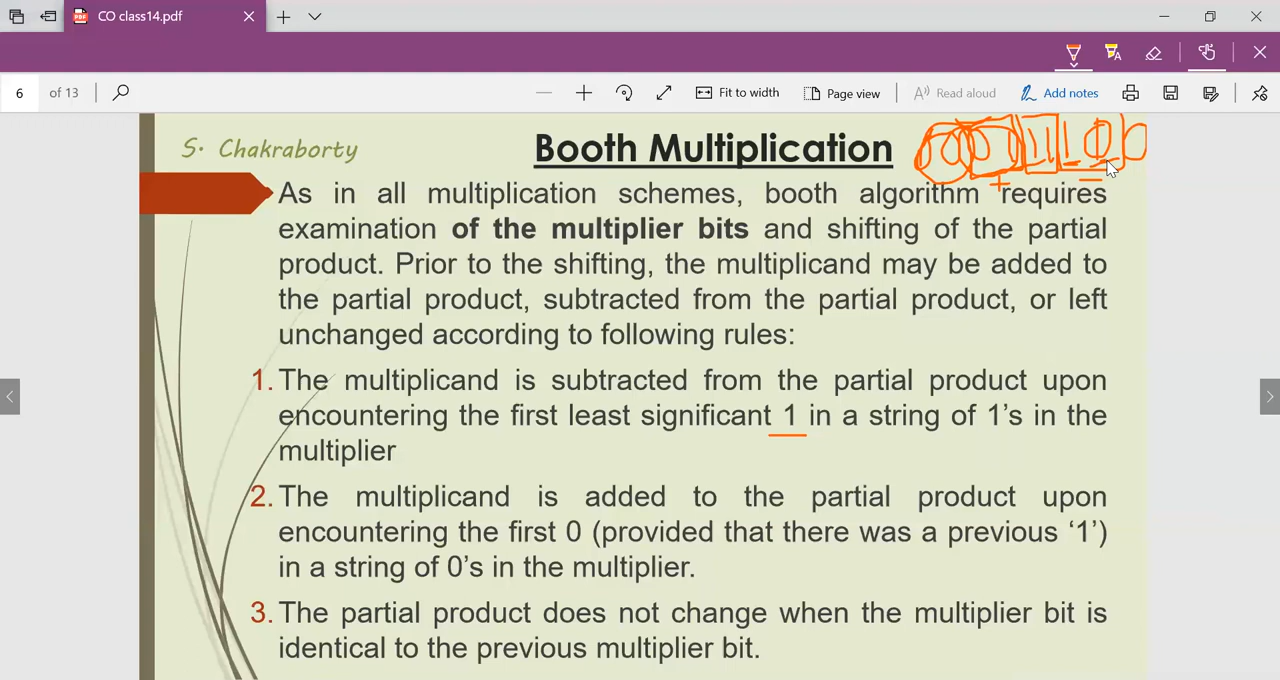 CO class14.pdf
6 of 13 Fit to width Page view Read aloud Add notes
S. Chakraborty
Booth Multiplication
As in all multiplication schemes, booth algorithm requires
examination of the multiplier bits and shifting of the partial
product. Prior to the shifting, the multiplicand may be added to
the partial product, subtracted from the partial product, or left
unchanged according to following rules:
1. The multiplicand is subtracted from the partial product upon
encountering the first least significant 1 in a string of 1's in the
multiplier
2. The multiplicand is added to the partial product upon
encountering the first 0 (provided that there was a previous '1')
in a string of 0's in the multiplier.
3. The partial product does not change when the multiplier bit is
identical to the previous multiplier bit.